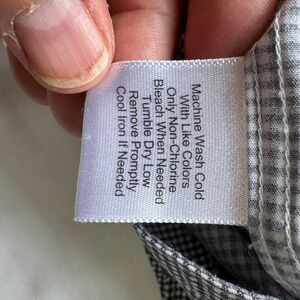 Machine Wash Cold
With Like Colors
Only Non-Chlorine
Bleach When Needed
Tumble Dry Low
Remove Promptly
Cool Iron If Needed